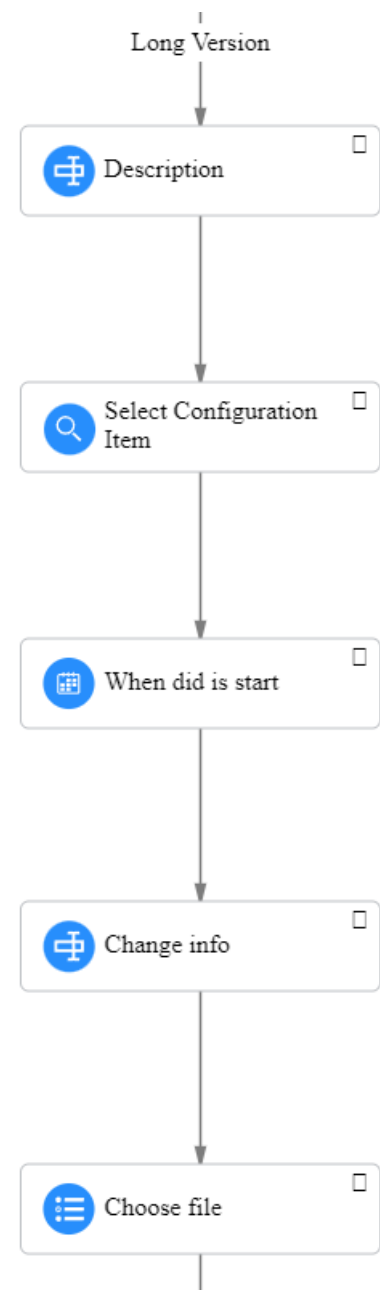 Long Version
Description
Select Configuration
Item
When did is start
Change info
Choose file